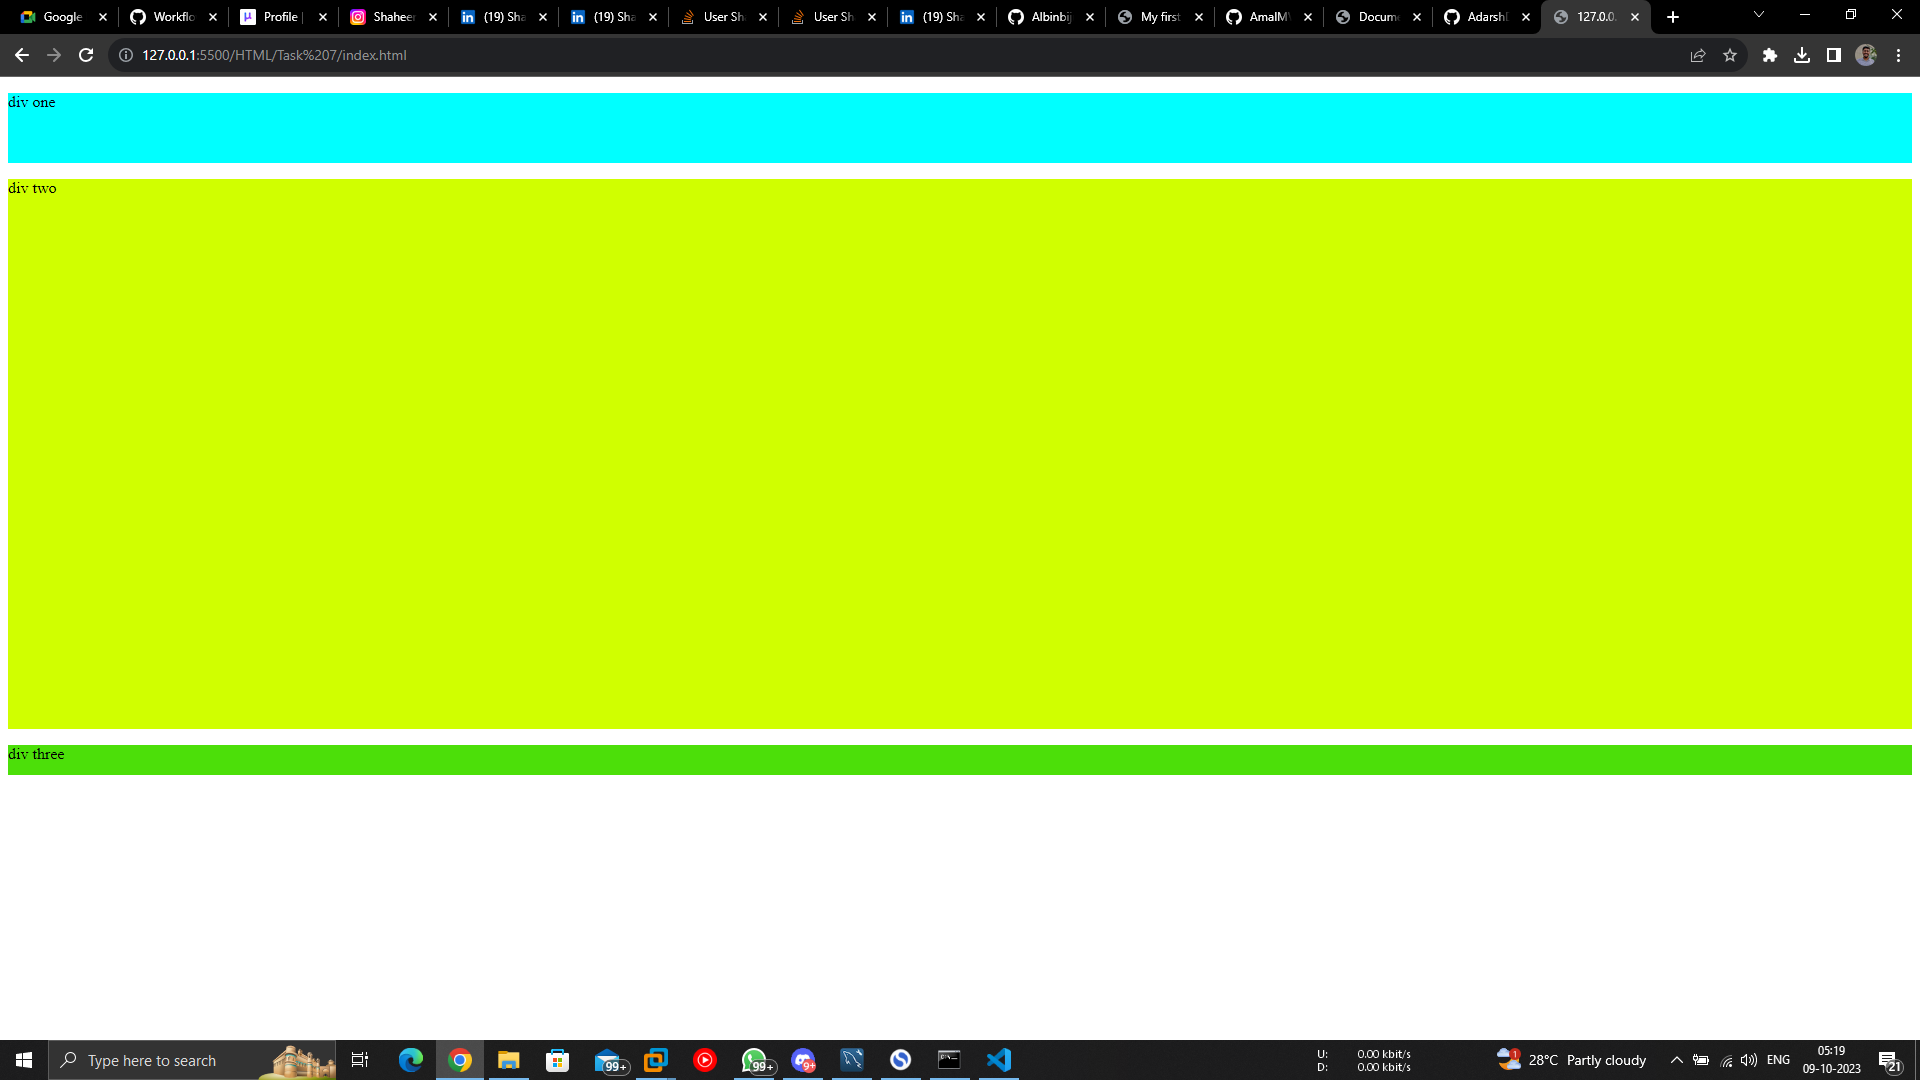 Google
Workflo
Profile |
Shaheer
(19) Sha
(19) Sha
User Sh
User Sh
(19) Sha
Albinbij
My first
AmalM
Docume
Adarsh
127.0.0.
127.0.0.1:5500/HTML/Task%207/index.html
div one
div two
div three
Type here to search
99+
99+
9+
U: 0.00 kbit/s
D: 0.00 kbit/s
1
28°C Partly cloudy
ENG
05:19
09-10-2023
21